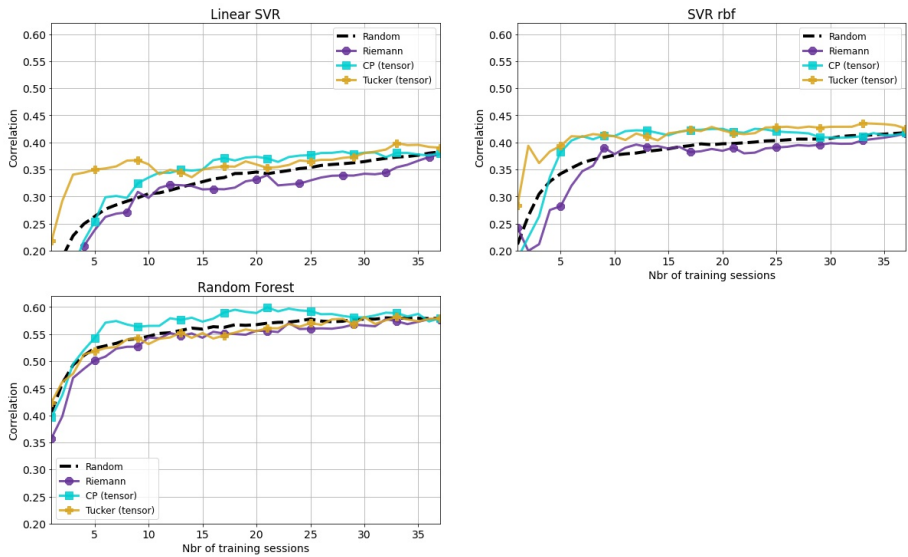 Linear SVR
0.60
0.55
0.50
0.45
0.40
0.35
0.30
0.25
0.20
Correlation
5 10 15 20 25 30 35
Random
Riemann
CP (tensor)
Tucker (tensor)
SVR rbf
0.60
0.55
0.50
0.45
0.40
0.35
0.30
0.25
0.20
Correlation
5 10 15 20 25 30 35
Nbr of training sessions
Random
Riemann
CP (tensor)
Tucker (tensor)
Random Forest
0.60
0.55
0.50
0.45
0.40
0.35
0.30
0.25
0.20
Correlation
5 10 15 20 25 30 35
Nbr of training sessions
Random
Riemann
CP (tensor)
Tucker (tensor)